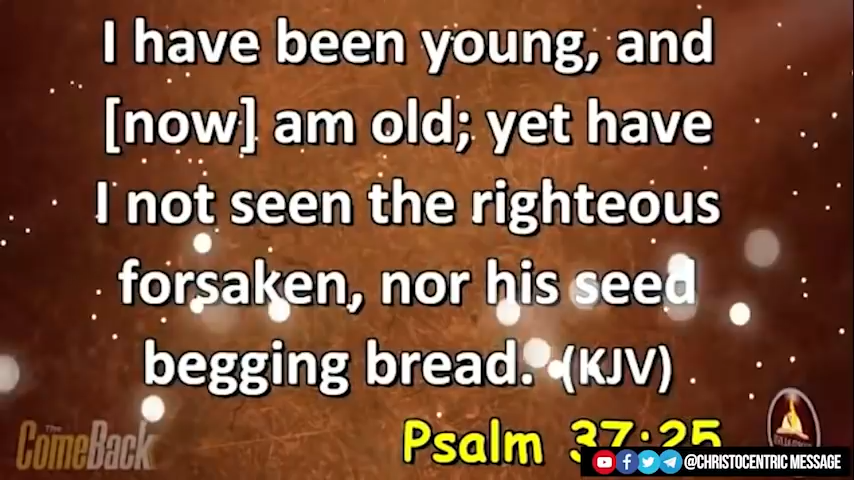 I have been young, and
[now] am old; yet have
I not seen the righteous
forsaken, nor his seed
begging bread. (KJV)
Psalm 37:25
The
ComeBack
@CHRISTOCENTRIC MESSAGE